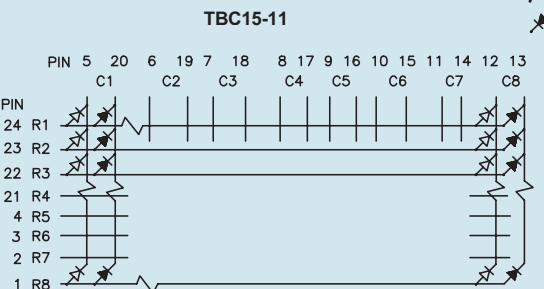 TBC15-11
PIN 5 20 6 19 7 18 8 17 9 16 10 15 11 14 12 13
C1 C2 C3 C4 C5 C6 C7 C8
PIN
24 R1
23 R2
22 R3
21 R4
4 R5
3 R6
2 R7
1 R8